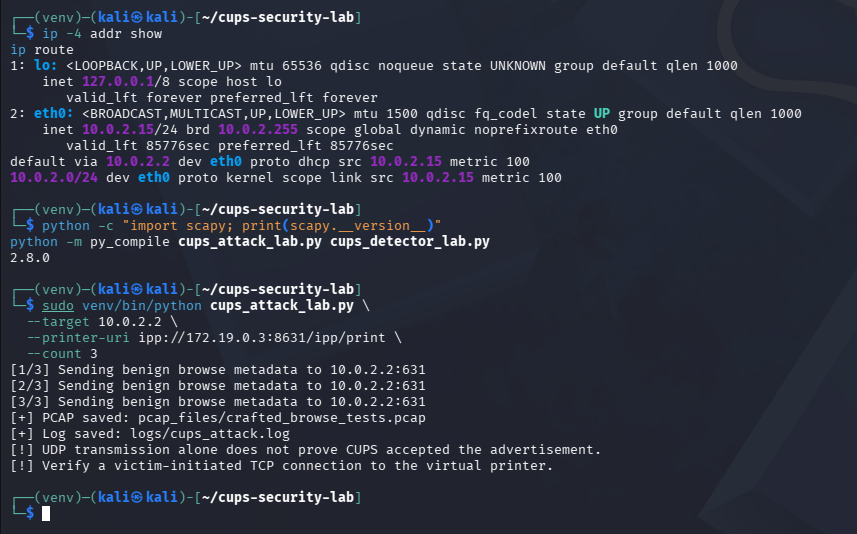 ┌──(venv)─(kali㉿kali)-[~/cups-security-lab]
└─$ ip -4 addr show
ip route
1: lo: <LOOPBACK,UP,LOWER_UP> mtu 65536 qdisc noqueue state UNKNOWN group default qlen 1000
    inet 127.0.0.1/8 scope host lo
       valid_lft forever preferred_lft forever
2: eth0: <BROADCAST,MULTICAST,UP,LOWER_UP> mtu 1500 qdisc fq_codel state UP group default qlen 1000
    inet 10.0.2.15/24 brd 10.0.2.255 scope global dynamic noprefixroute eth0
       valid_lft 85776sec preferred_lft 85776sec
default via 10.0.2.2 dev eth0 proto dhcp src 10.0.2.15 metric 100
10.0.2.0/24 dev eth0 proto kernel scope link src 10.0.2.15 metric 100
┌──(venv)─(kali㉿kali)-[~/cups-security-lab]
└─$ python -c "import scapy; print(scapy.__version__)"
python -m py_compile cups_attack_lab.py cups_detector_lab.py
2.8.0
┌──(venv)─(kali㉿kali)-[~/cups-security-lab]
└─$ sudo venv/bin/python cups_attack_lab.py \
  --target 10.0.2.2 \
  --printer-uri ipp://172.19.0.3:8631/ipp/print \
  --count 3
[1/3] Sending benign browse metadata to 10.0.2.2:631
[2/3] Sending benign browse metadata to 10.0.2.2:631
[3/3] Sending benign browse metadata to 10.0.2.2:631
[+] PCAP saved: pcap_files/crafted_browse_tests.pcap
[+] Log saved: logs/cups_attack.log
[!] UDP transmission alone does not prove CUPS accepted the advertisement.
[!] Verify a victim-initiated TCP connection to the virtual printer.
┌──(venv)─(kali㉿kali)-[~/cups-security-lab]
└─$